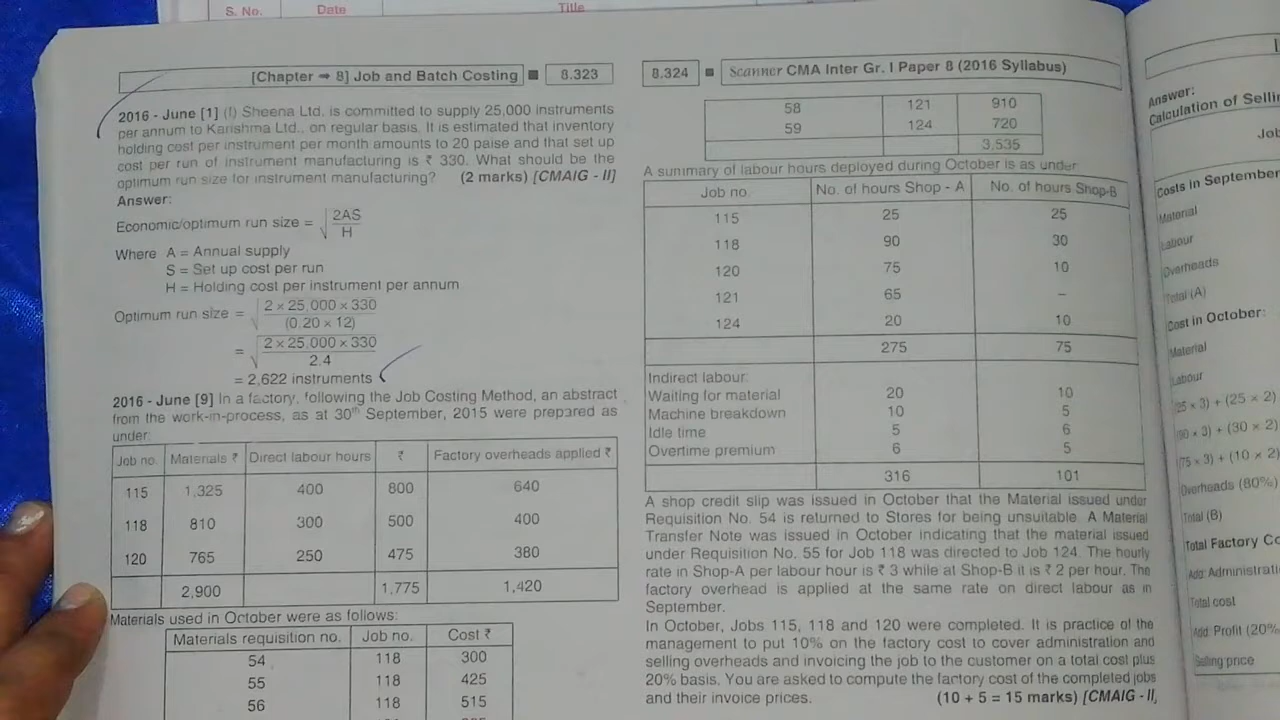 S. No.
Date
Title
[Chapter ➡ 8] Job and Batch Costing ■ 8.323
2016 - June [1] (i) Sheena Ltd. is committed to supply 25,000 instruments
per annum to Karishma Ltd., on regular basis. It is estimated that inventory
holding cost per instrument per month amounts to 20 paise and that set up
cost per run of instrument manufacturing is ₹ 330. What should be the
optimum run size for instrument manufacturing? (2 marks) [CMAIG - II]
Answer:
Economic/optimum run size = √(2AS / H)
Where A = Annual supply
S = Set up cost per run
H = Holding cost per instrument per annum
Optimum run size = √(2 × 25,000 × 330 / (0.20 × 12))
= √(2 × 25,000 × 330 / 2.4)
= 2,622 instruments
2016 - June [9] In a factory, following the Job Costing Method, an abstract
from the work-in-process, as at 30th September, 2015 were prepared as
under:
Job no. Materials ₹ Direct labour hours ₹ Factory overheads applied ₹
115 1,325 400 800 640
118 810 300 500 400
120 765 250 475 380
2,900 1,775 1,420
Materials used in October were as follows:
Materials requisition no. Job no. Cost ₹
54 118 300
55 118 425
56 118 515
8.324 ■ Scanner CMA Inter Gr. I Paper 8 (2016 Syllabus)
58 121 910
59 124 720
3,535
A summary of labour hours deployed during October is as under
Job no. No. of hours Shop - A No. of hours Shop-B
115 25 25
118 90 30
120 75 10
121 65 –
124 20 10
275 75
Indirect labour:
Waiting for material 20 10
Machine breakdown 10 5
Idle time 5 6
Overtime premium 6 5
316 101
A shop credit slip was issued in October that the Material issued under
Requisition No. 54 is returned to Stores for being unsuitable. A Material
Transfer Note was issued in October indicating that the material issued
under Requisition No. 55 for Job 118 was directed to Job 124. The hourly
rate in Shop-A per labour hour is ₹ 3 while at Shop-B it is ₹ 2 per hour. The
factory overhead is applied at the same rate on direct labour as in
September.
In October, Jobs 115, 118 and 120 were completed. It is practice of the
management to put 10% on the factory cost to cover administration and
selling overheads and invoicing the job to the customer on a total cost plus
20% basis. You are asked to compute the factory cost of the completed jobs
and their invoice prices. (10 + 5 = 15 marks) [CMAIG - II,
Answer:
Calculation of
Job
Costs in September
Material
Labour
Overheads
Total (A)
Cost in October:
Material
Labour
(25 × 3) + (25 × 2)
(90 × 3) + (30 × 2)
(75 × 3) + (10 × 2)
Overheads (80%)
Total (B)
Total Factory
Add:
Total cost
Add: Profit (20%
Selling price